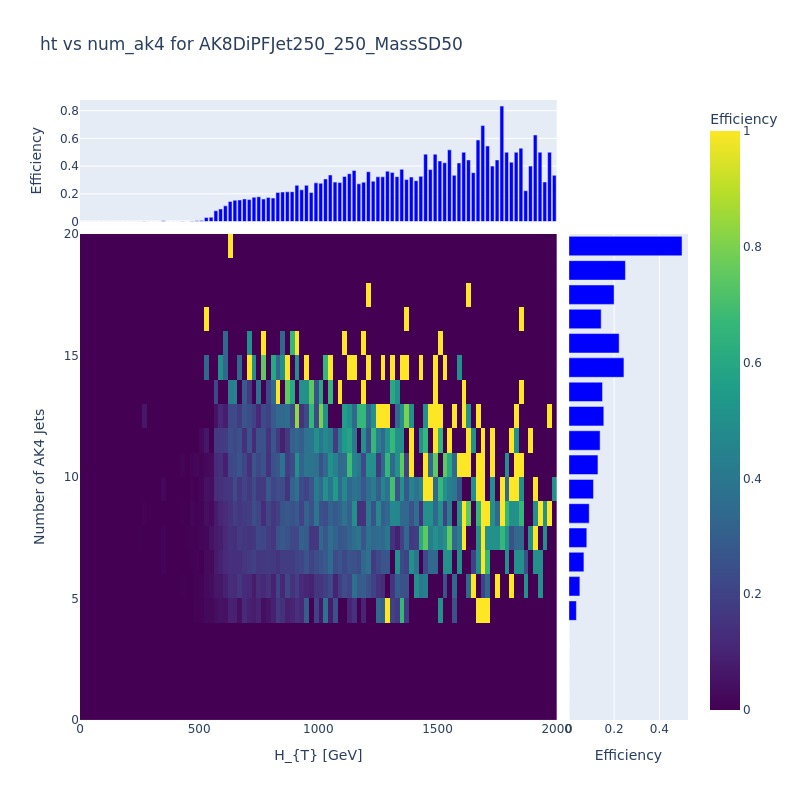 ht vs num_ak4 for AK8DiPFJet250_250_MassSD50
Efficiency
0.8
0.6
0.4
0.2
0
Efficiency
1
0.8
0.6
0.4
0.2
0
Number of AK4 Jets
20
15
10
5
0
0 500 1000 1500 2000
H_{T} [GeV]
0 0.2 0.4
Efficiency